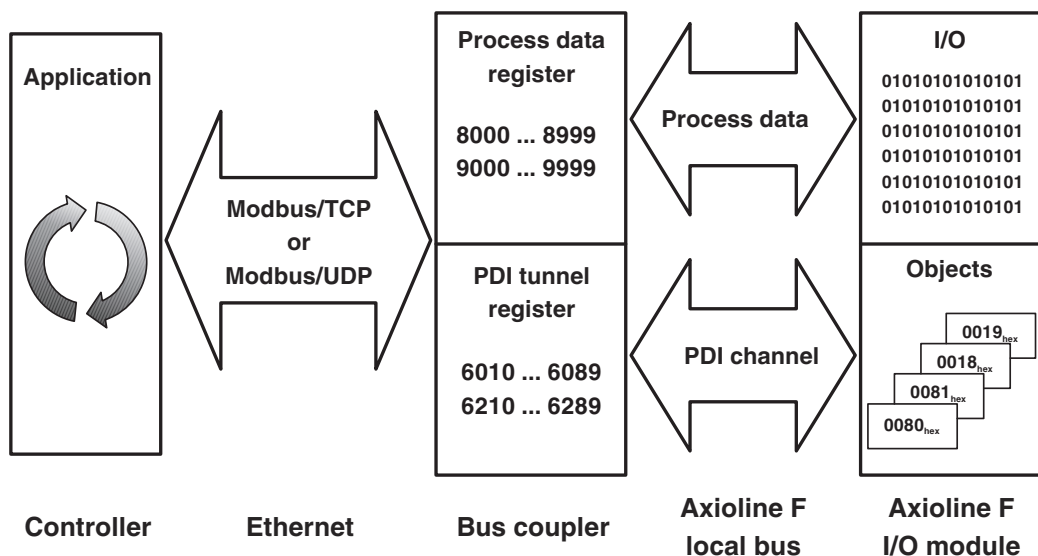 Application
Modbus/TCP
or
Modbus/UDP
Process data
register
8000 ... 8999
9000 ... 9999
PDI tunnel
register
6010 ... 6089
6210 ... 6289
Process data
PDI channel
I/O
01010101010101
01010101010101
01010101010101
01010101010101
01010101010101
01010101010101
Objects
0019hex
0018hex
0081hex
0080hex
Controller
Ethernet
Bus coupler
Axioline F
local bus
Axioline F
I/O module